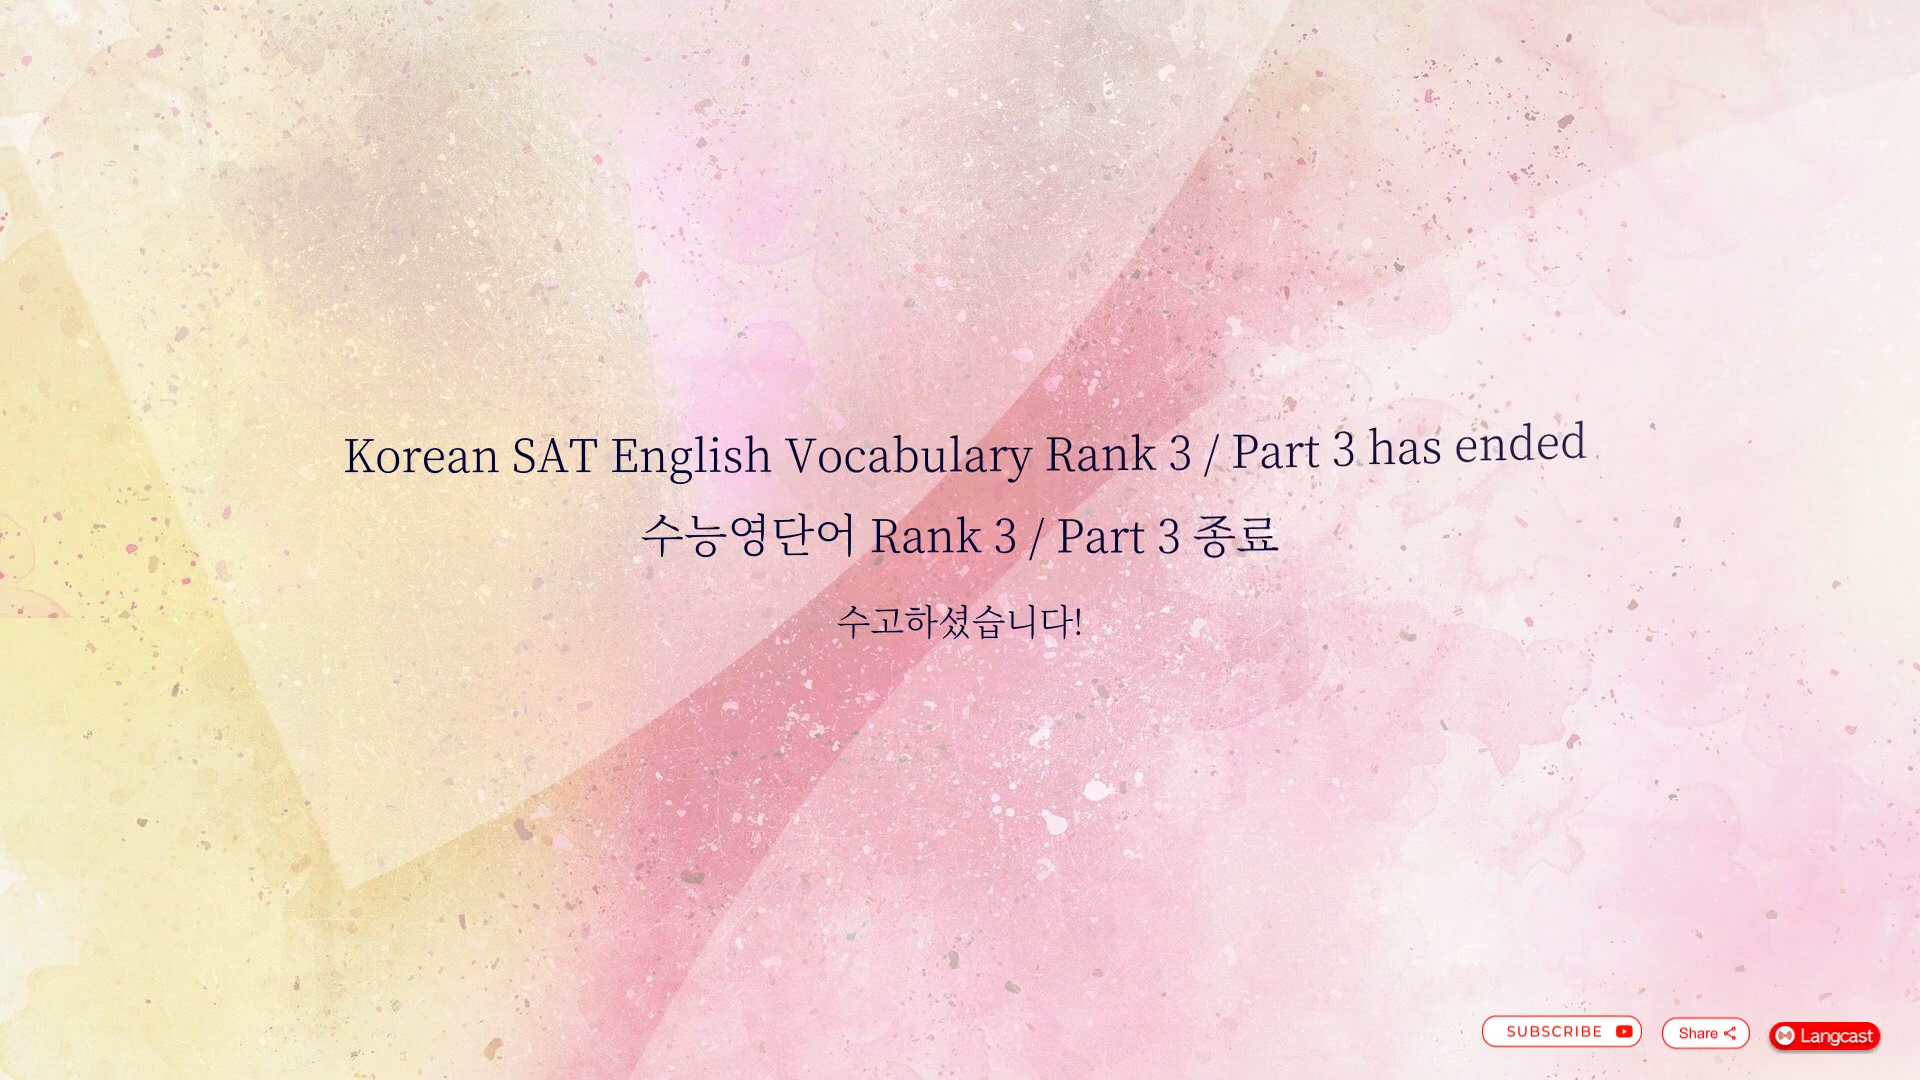 Korean SAT English Vocabulary Rank 3 / Part 3 has ended
수능영단어 Rank 3 / Part 3 종료
수고하셨습니다!
SUBSCRIBE
Share
Langcast